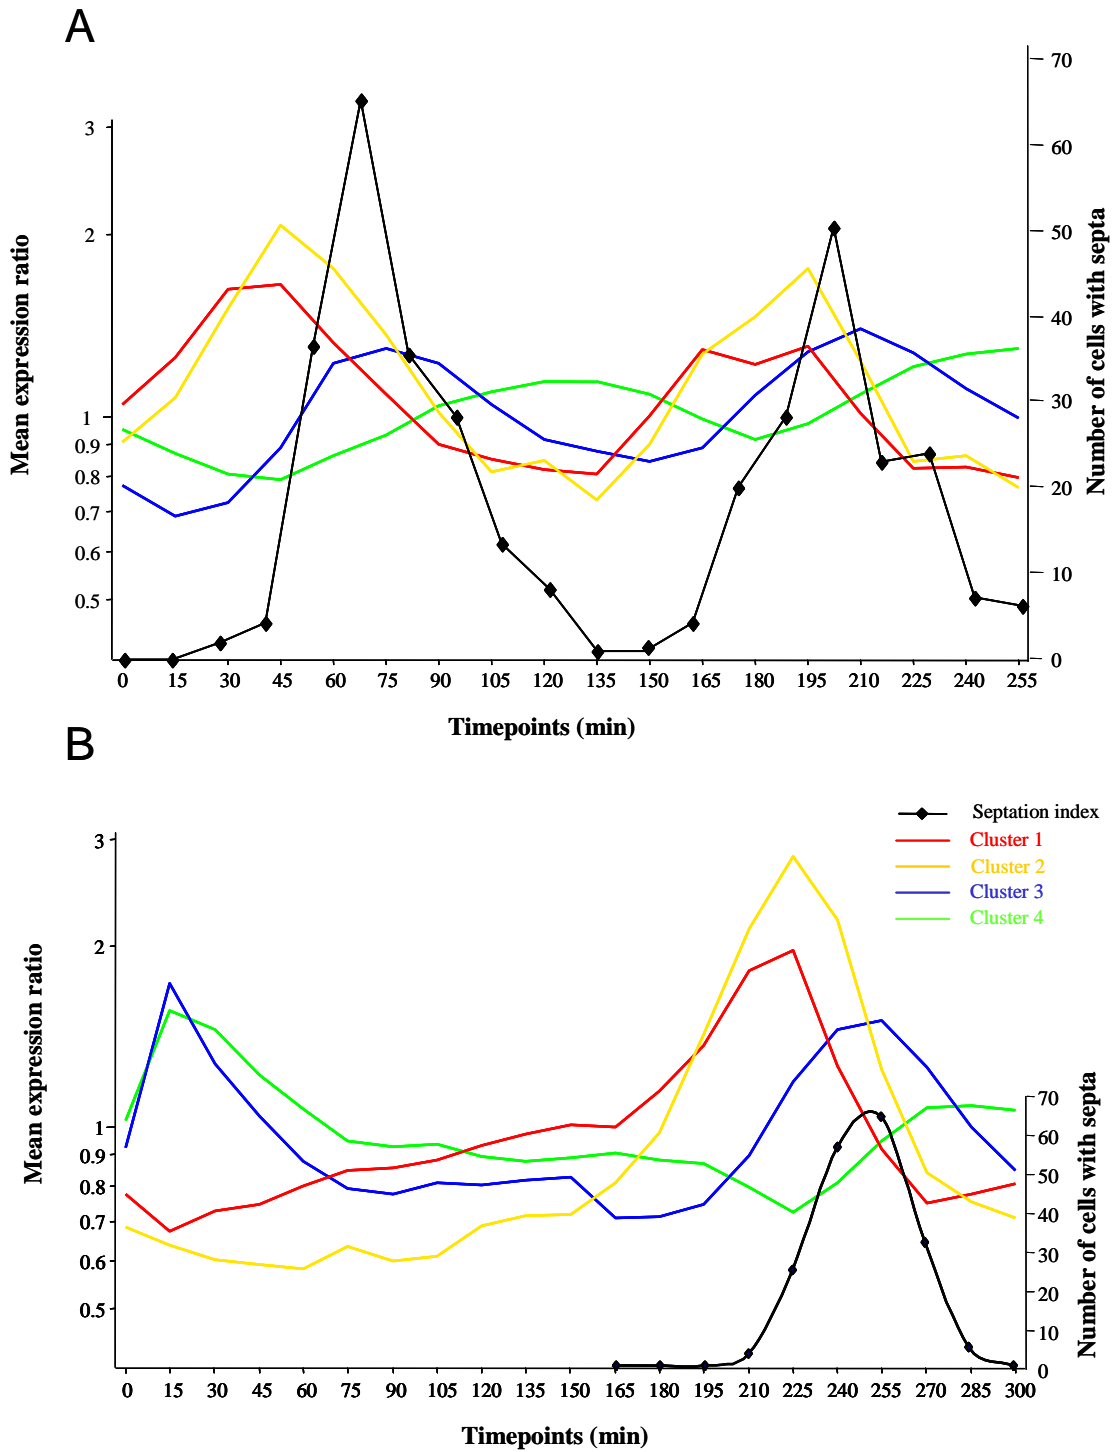 A
70
60
50
40
30
20
10
0
Number of cells with septa
3
2
1
0.9
0.8
0.7
0.6
0.5
Mean expression ratio
0 15 30 45 60 75 90 105 120 135 150 165 180 195 210 225 240 255
Timepoints (min)
B
Septation index
Cluster 1
Cluster 2
Cluster 3
Cluster 4
3
2
1
0.9
0.8
0.7
0.6
0.5
Mean expression ratio
70
60
50
40
30
20
10
0
Number of cells with septa
0 15 30 45 60 75 90 105 120 135 150 165 180 195 210 225 240 255 270 285 300
Timepoints (min)